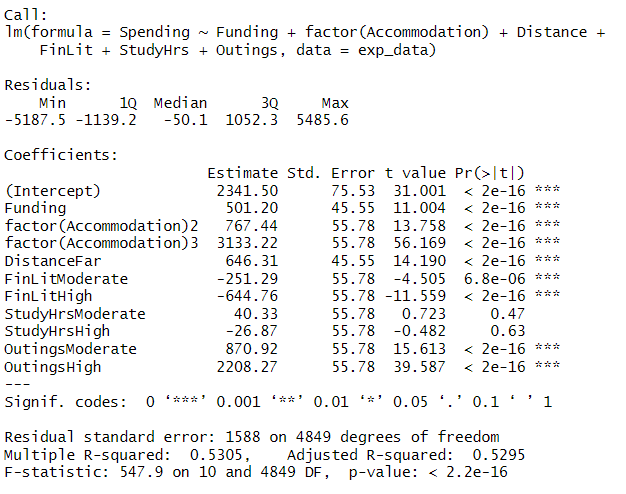 Call:
lm(formula = Spending ~ Funding + factor(Accommodation) + Distance +
    FinLit + StudyHrs + Outings, data = exp_data)

Residuals:
    Min      1Q  Median      3Q     Max
-5187.5 -1139.2   -50.1  1052.3  5485.6

Coefficients:
                       Estimate Std. Error t value Pr(>|t|)
(Intercept)             2341.50      75.53  31.001  < 2e-16 ***
Funding                  501.20      45.55  11.004  < 2e-16 ***
factor(Accommodation)2   767.44      55.78  13.758  < 2e-16 ***
factor(Accommodation)3  3133.22      55.78  56.169  < 2e-16 ***
DistanceFar              646.31      45.55  14.190  < 2e-16 ***
FinLitModerate          -251.29      55.78  -4.505  6.8e-06 ***
FinLitHigh              -644.76      55.78 -11.559  < 2e-16 ***
StudyHrsModerate          40.33      55.78   0.723     0.47
StudyHrsHigh             -26.87      55.78  -0.482     0.63
OutingsModerate          870.92      55.78  15.613  < 2e-16 ***
OutingsHigh             2208.27      55.78  39.587  < 2e-16 ***
---
Signif. codes:  0 ‘***’ 0.001 ‘**’ 0.01 ‘*’ 0.05 ‘.’ 0.1 ‘ ’ 1

Residual standard error: 1588 on 4849 degrees of freedom
Multiple R-squared:  0.5305,    Adjusted R-squared:  0.5295
F-statistic: 547.9 on 10 and 4849 DF,  p-value: < 2.2e-16